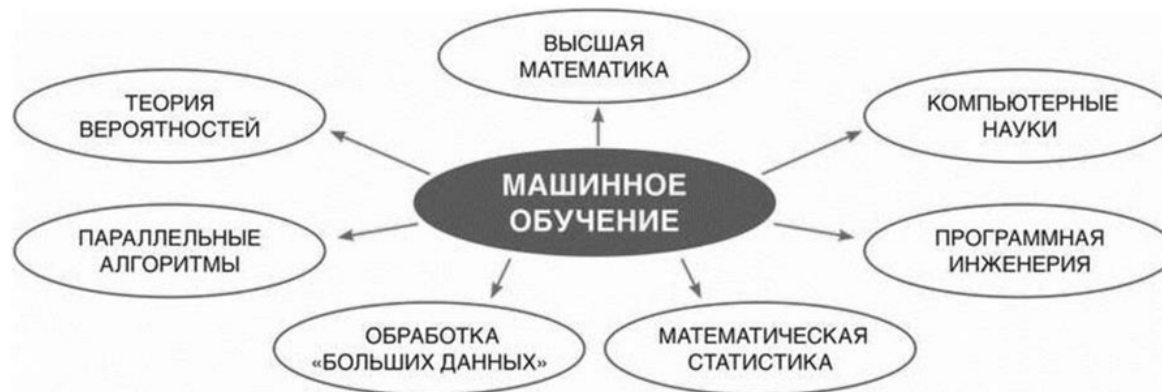 ВЫСШАЯ
МАТЕМАТИКА
ТЕОРИЯ
ВЕРОЯТНОСТЕЙ
КОМПЬЮТЕРНЫЕ
НАУКИ
МАШИННОЕ
ОБУЧЕНИЕ
ПАРАЛЛЕЛЬНЫЕ
АЛГОРИТМЫ
ПРОГРАММНАЯ
ИНЖЕНЕРИЯ
ОБРАБОТКА
«БОЛЬШИХ ДАННЫХ»
МАТЕМАТИЧЕСКАЯ
СТАТИСТИКА